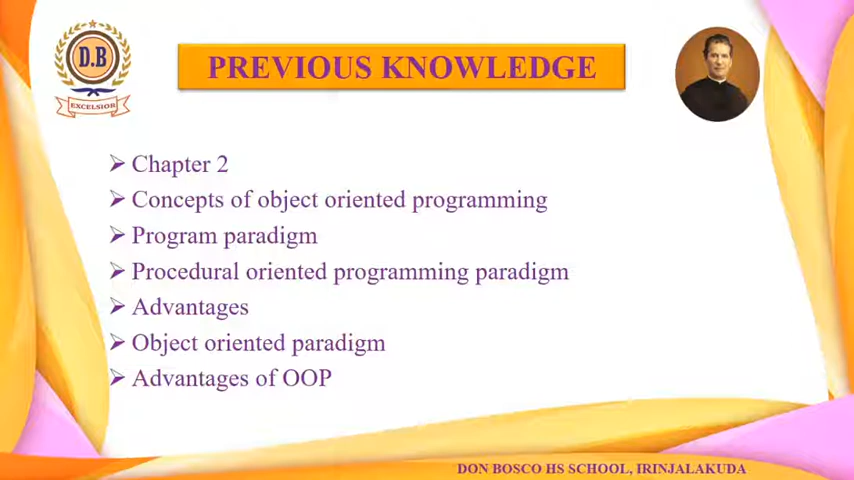 D.B
EXCELSIOR
PREVIOUS KNOWLEDGE
Chapter 2
Concepts of object oriented programming
Program paradigm
Procedural oriented programming paradigm
Advantages
Object oriented paradigm
Advantages of OOP
DON BOSCO HS SCHOOL, IRINJALAKUDA